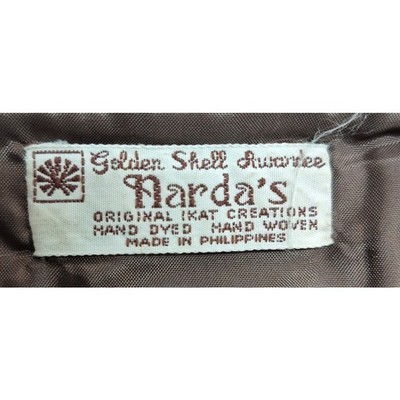 Golden Shell Awardee
Narda's
ORIGINAL IKAT CREATIONS
HAND DYED HAND WOVEN
MADE IN PHILIPPINES